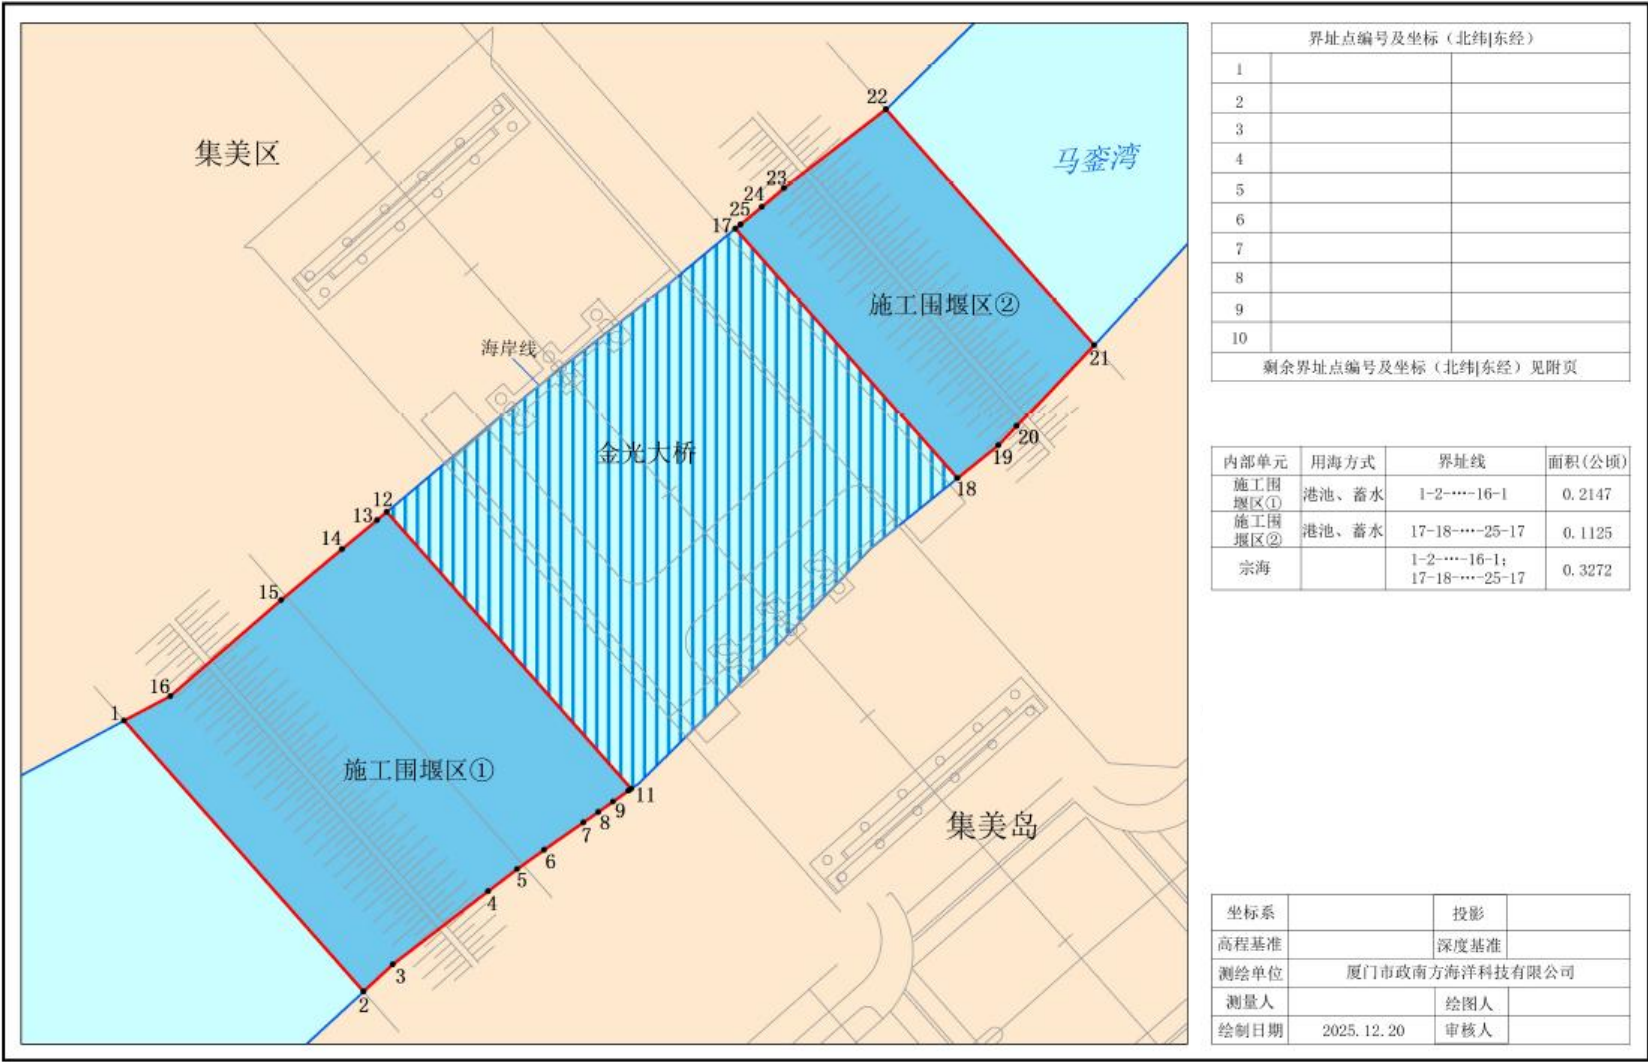 22
集美区
马銮湾
23
24
25
17
施工围堰区②
海岸线
21
金光大桥
20
19
18
12
13
14
15
16
1
施工围堰区①
11
9
8
7
6
5
4
3
2
集美岛
界址点编号及坐标（北纬|东经）
1
2
3
4
5
6
7
8
9
10
剩余界址点编号及坐标（北纬|东经）见附页
内部单元 用海方式 界址线 面积(公顷)
施工围
堰区① 港池、蓄水 1-2-···-16-1 0.2147
施工围
堰区② 港池、蓄水 17-18-···-25-17 0.1125
宗海 1-2-···-16-1;
17-18-···-25-17 0.3272
坐标系 投影
高程基准 深度基准
测绘单位 厦门市政南方海洋科技有限公司
测量人 绘图人
绘制日期 2025.12.20 审核人